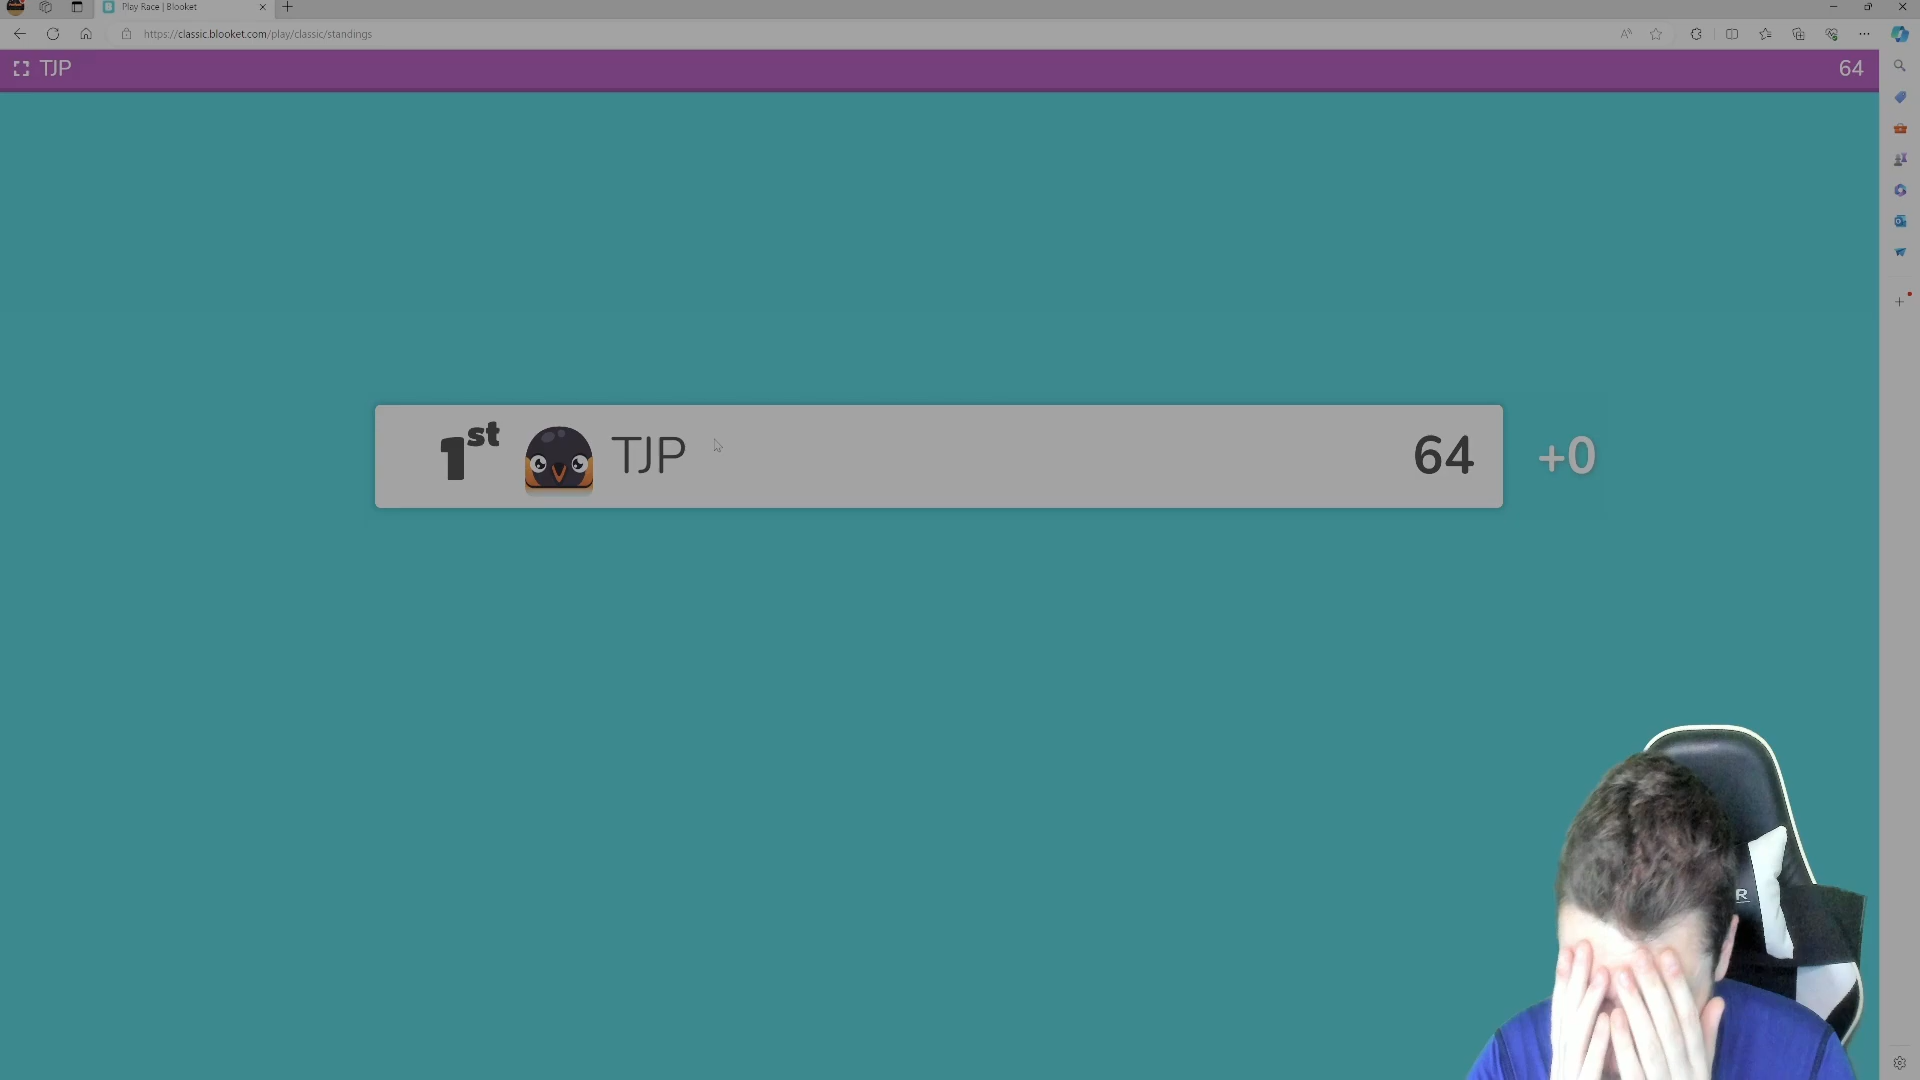 Play Race | Blooket
https://classic.blooket.com/play/classic/standings
TJP
64
1st TJP 64 +0
R